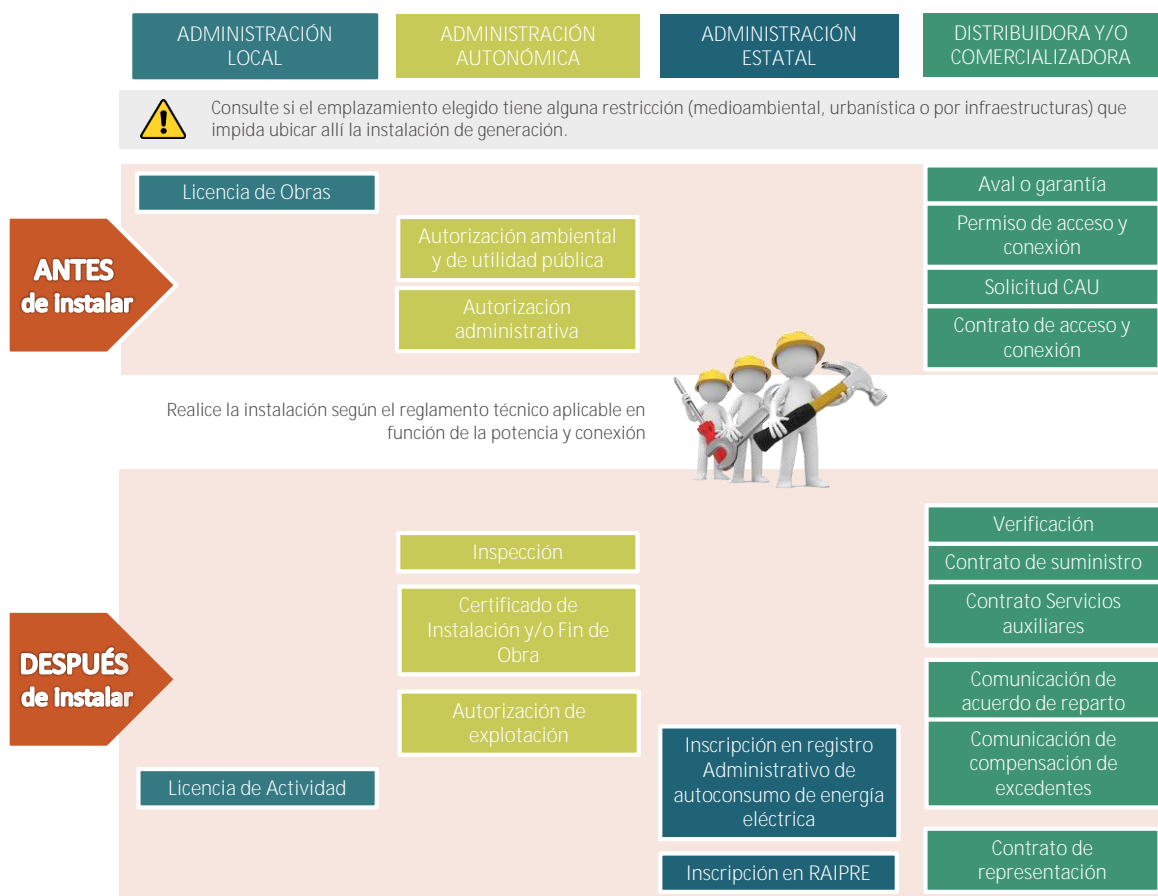 ADMINISTRACIÓN
LOCAL
ADMINISTRACIÓN
AUTONÓMICA
ADMINISTRACIÓN
ESTATAL
DISTRIBUIDORA Y/O
COMERCIALIZADORA
Consulte si el emplazamiento elegido tiene alguna restricción (medioambiental, urbanística o por infraestructuras) que
impida ubicar allí la instalación de generación.
ANTES
de instalar
Licencia de Obras
Autorización ambiental
y de utilidad pública
Autorización
administrativa
Aval o garantía
Permiso de acceso y
conexión
Solicitud CAU
Contrato de acceso y
conexión
Realice la instalación según el reglamento técnico aplicable en
función de la potencia y conexión
DESPUÉS
de instalar
Licencia de Actividad
Inspección
Certificado de
Instalación y/o Fin de
Obra
Autorización de
explotación
Inscripción en registro
Administrativo de
autoconsumo de energía
eléctrica
Inscripción en RAIPRE
Verificación
Contrato de suministro
Contrato Servicios
auxiliares
Comunicación de
acuerdo de reparto
Comunicación de
compensación de
excedentes
Contrato de
representación